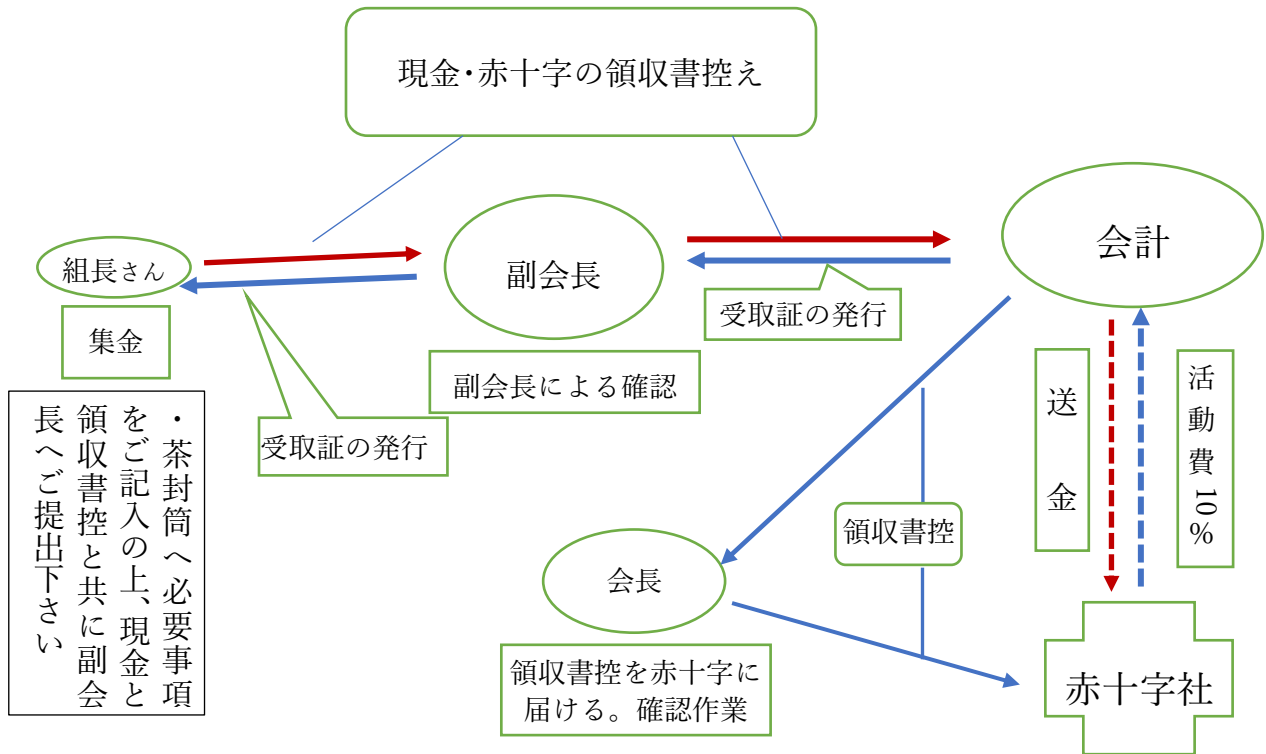 現金・赤十字の領収書控え
組長さん
副会長
会計
集金
副会長による確認
受取証の発行
受取証の発行
・茶封筒へ必要事項
をご記入の上、現金と
領収書控と共に副会
長へご提出下さい
送金
活動費10%
領収書控
会長
領収書控を赤十字に
届ける。確認作業
赤十字社